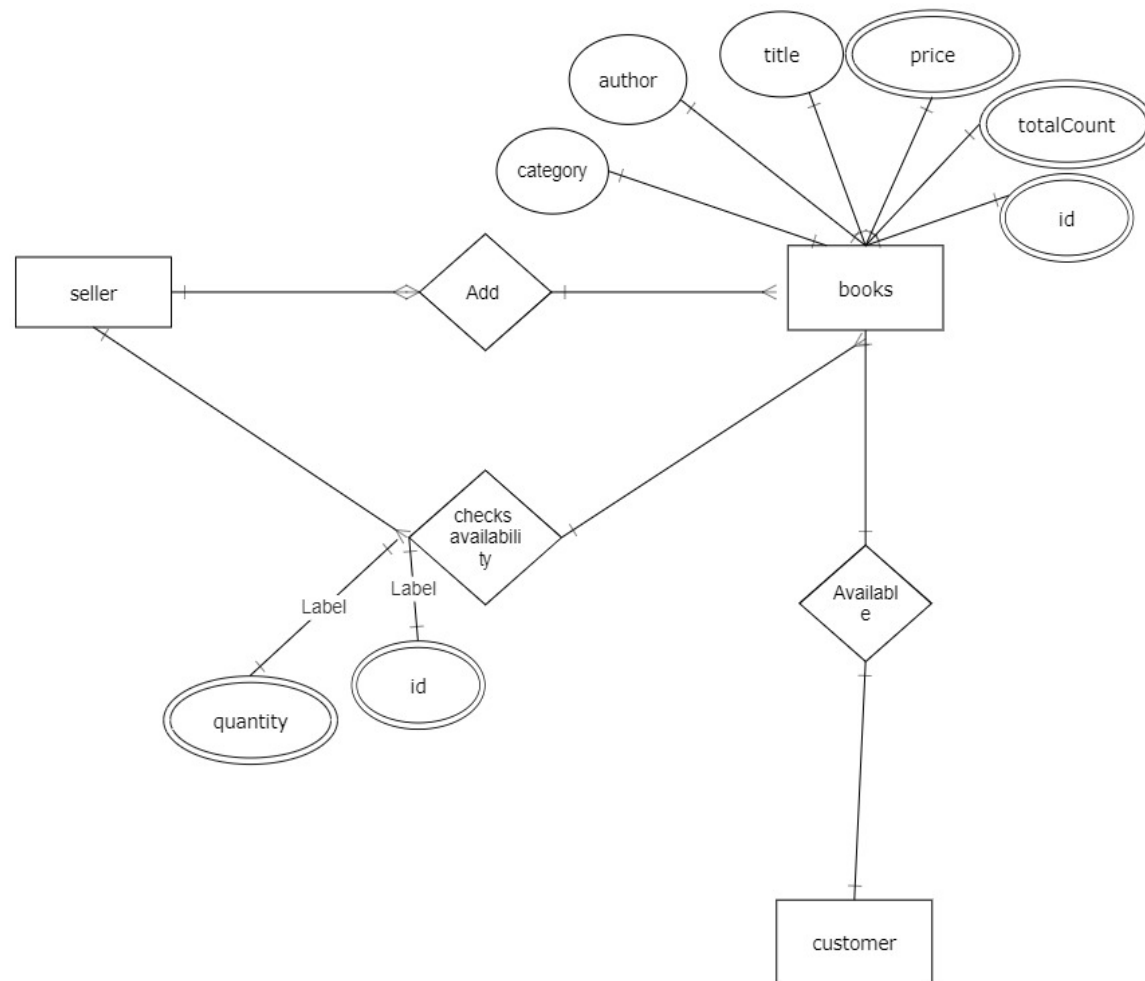 title
price
author
totalCount
category
id
seller
Add
books
checks
availabili
ty
Label
Label
Availabl
e
id
quantity
customer